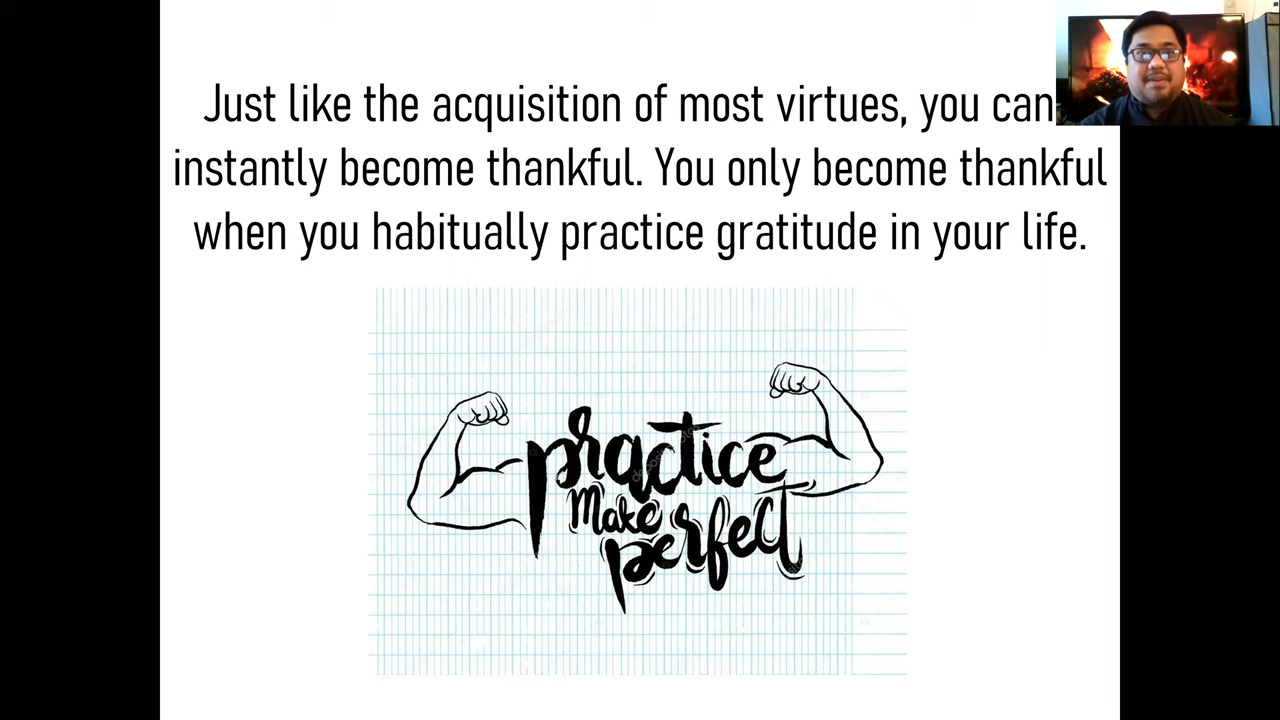 Just like the acquisition of most virtues, you can
instantly become thankful. You only become thankful
when you habitually practice gratitude in your life.
practice
Make
perfect